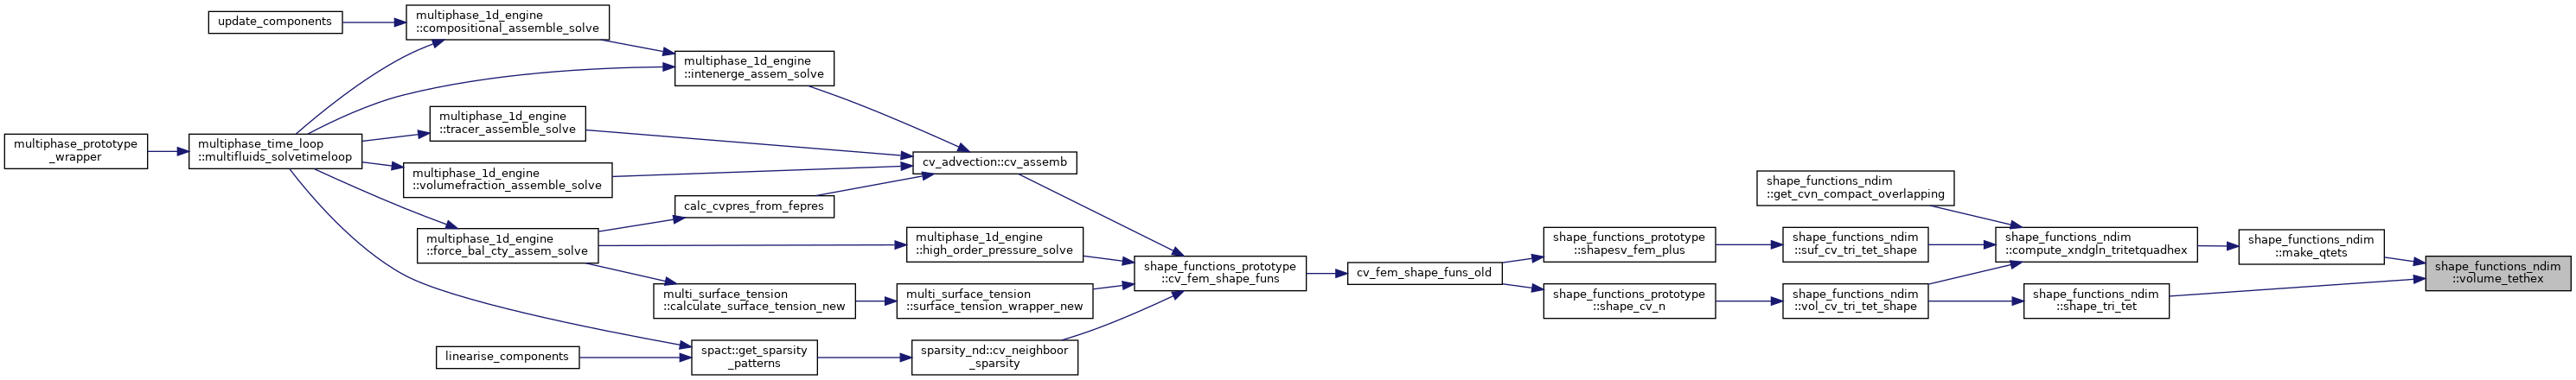 update_components
multiphase_1d_engine
::compositional_assemble_solve
multiphase_1d_engine
::intenerge_assem_solve
multiphase_1d_engine
::tracer_assemble_solve
multiphase_prototype
_wrapper
multiphase_time_loop
::multifluids_solvetimeloop
multiphase_1d_engine
::volumefraction_assemble_solve
cv_advection::cv_assemb
calc_cvpres_from_fepres
multiphase_1d_engine
::force_bal_cty_assem_solve
multiphase_1d_engine
::high_order_pressure_solve
multi_surface_tension
::calculate_surface_tension_new
multi_surface_tension
::surface_tension_wrapper_new
linearise_components
spact::get_sparsity
_patterns
sparsity_nd::cv_neighboor
_sparsity
shape_functions_prototype
::cv_fem_shape_funs
cv_fem_shape_funs_old
shape_functions_prototype
::shapesv_fem_plus
shape_functions_prototype
::shape_cv_n
shape_functions_ndim
::get_cvn_compact_overlapping
shape_functions_ndim
::suf_cv_tri_tet_shape
shape_functions_ndim
::vol_cv_tri_tet_shape
shape_functions_ndim
::compute_xndgln_tritetquadhex
shape_functions_ndim
::shape_tri_tet
shape_functions_ndim
::make_qtets
shape_functions_ndim
::volume_tethex